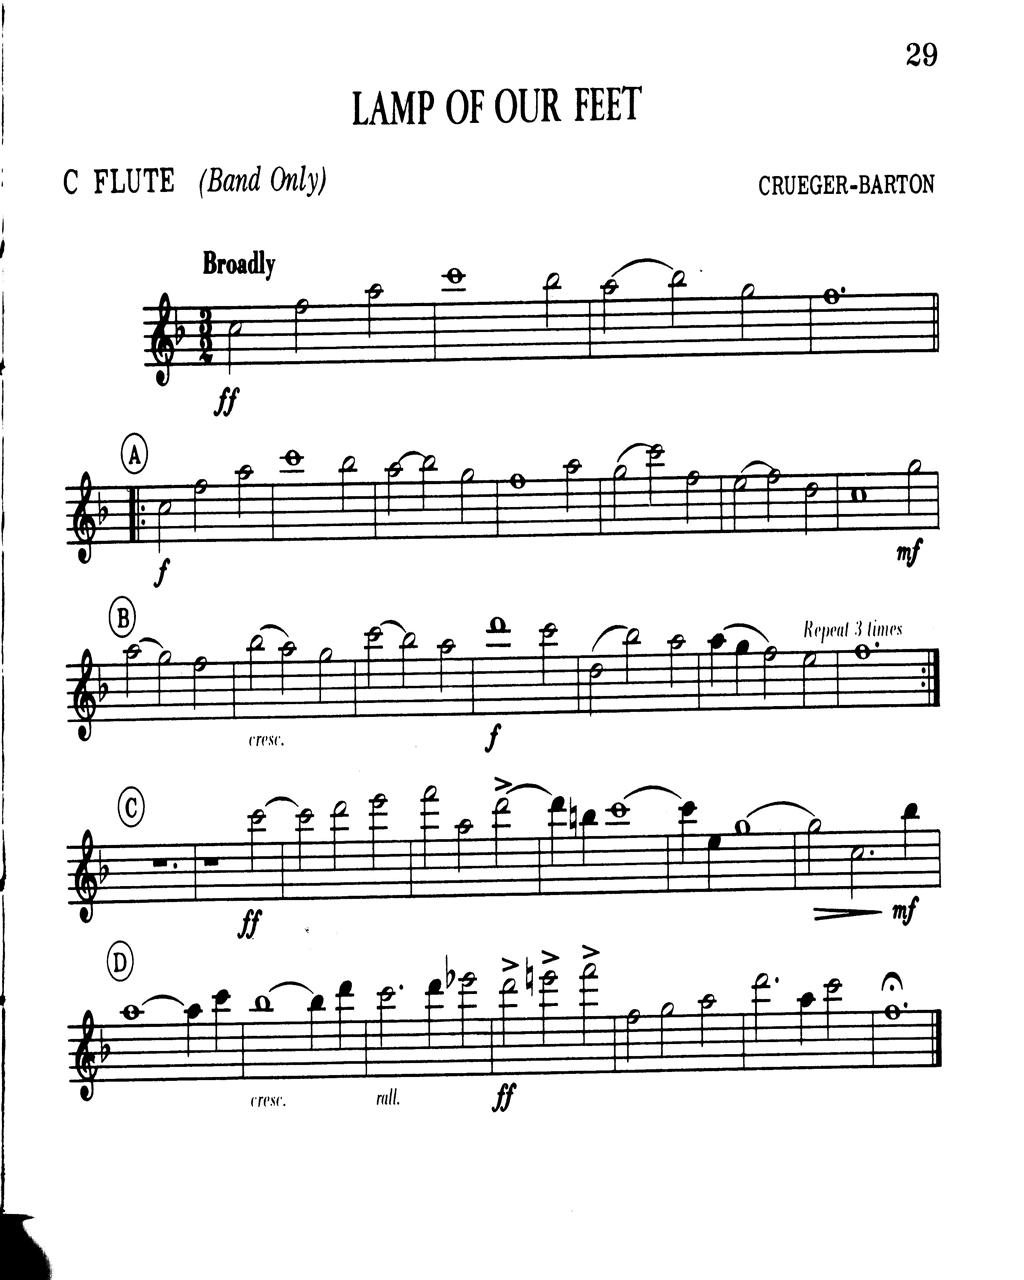 29
LAMP OF OUR FEET
C FLUTE (Band Only)
CRUEGER-BARTON
Broadly
3
3
2
ff
A
f
mf
B
Repeat 3 times
cresc.
f
C
ff
mf
D
cresc.
rall.
ff